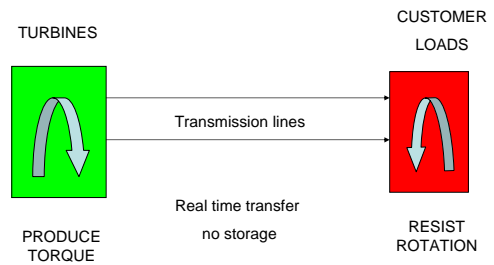 TURBINES
CUSTOMER
LOADS
Transmission lines
Real time transfer
no storage
PRODUCE
TORQUE
RESIST
ROTATION